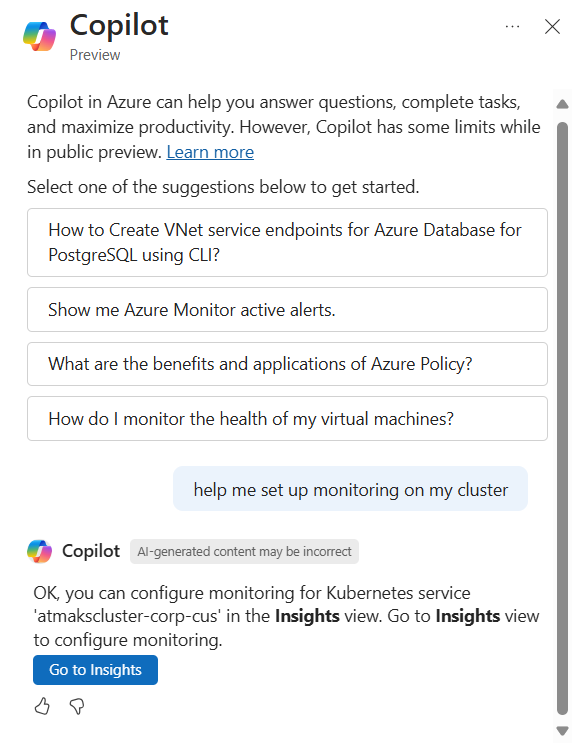 Copilot
Preview
Copilot in Azure can help you answer questions, complete tasks,
and maximize productivity. However, Copilot has some limits while
in public preview. Learn more
Select one of the suggestions below to get started.
How to Create VNet service endpoints for Azure Database for
PostgreSQL using CLI?
Show me Azure Monitor active alerts.
What are the benefits and applications of Azure Policy?
How do I monitor the health of my virtual machines?
help me set up monitoring on my cluster
Copilot AI-generated content may be incorrect
OK, you can configure monitoring for Kubernetes service
'atmakscluster-corp-cus' in the Insights view. Go to Insights view
to configure monitoring.
Go to Insights